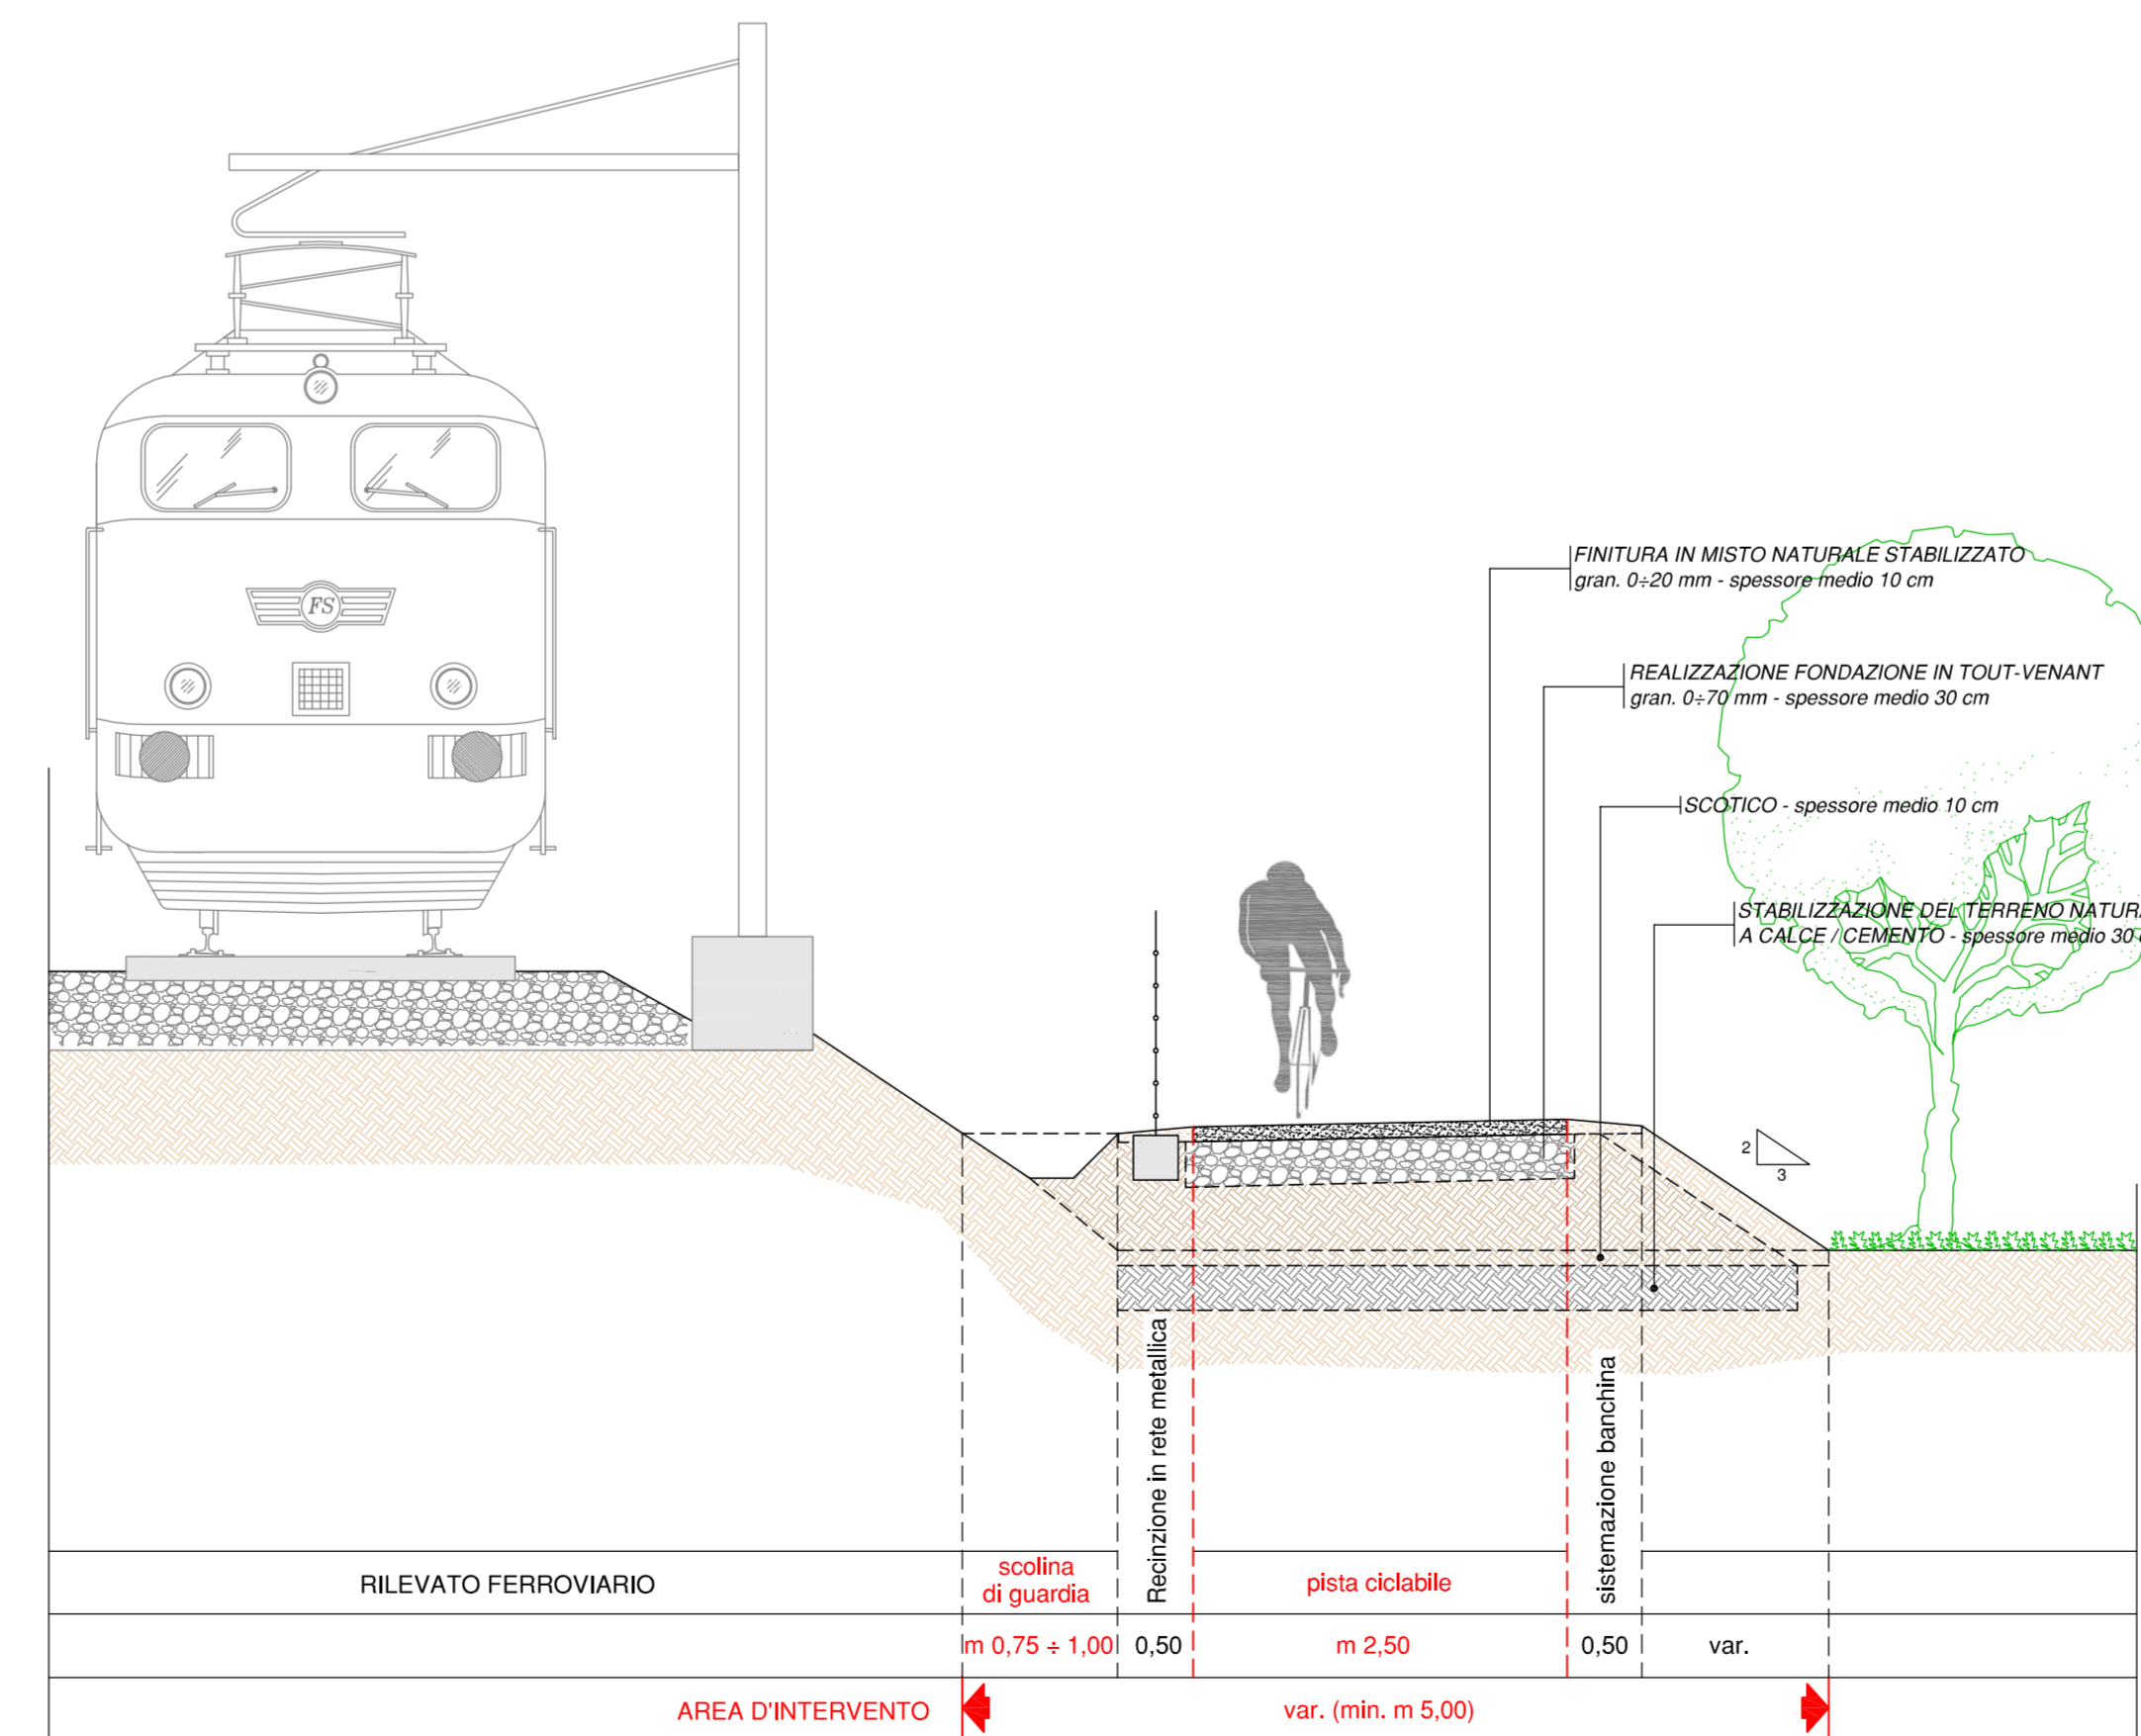 FS
FINITURA IN MISTO NATURALE STABILIZZATO
gran. 0÷20 mm - spessore medio 10 cm
REALIZZAZIONE FONDAZIONE IN TOUT-VENANT
gran. 0÷70 mm - spessore medio 30 cm
SCOTICO - spessore medio 10 cm
STABILIZZAZIONE DEL TERRENO
A CALCE / CEMENTO - spessore medio 30
2
3
Recinzione in rete metallica
sistemazione banchina
RILEVATO FERROVIARIO
scolina
di guardia
pista ciclabile
m 0,75 ÷ 1,00
0,50
m 2,50
0,50
var.
AREA D'INTERVENTO
var. (min. m 5,00)